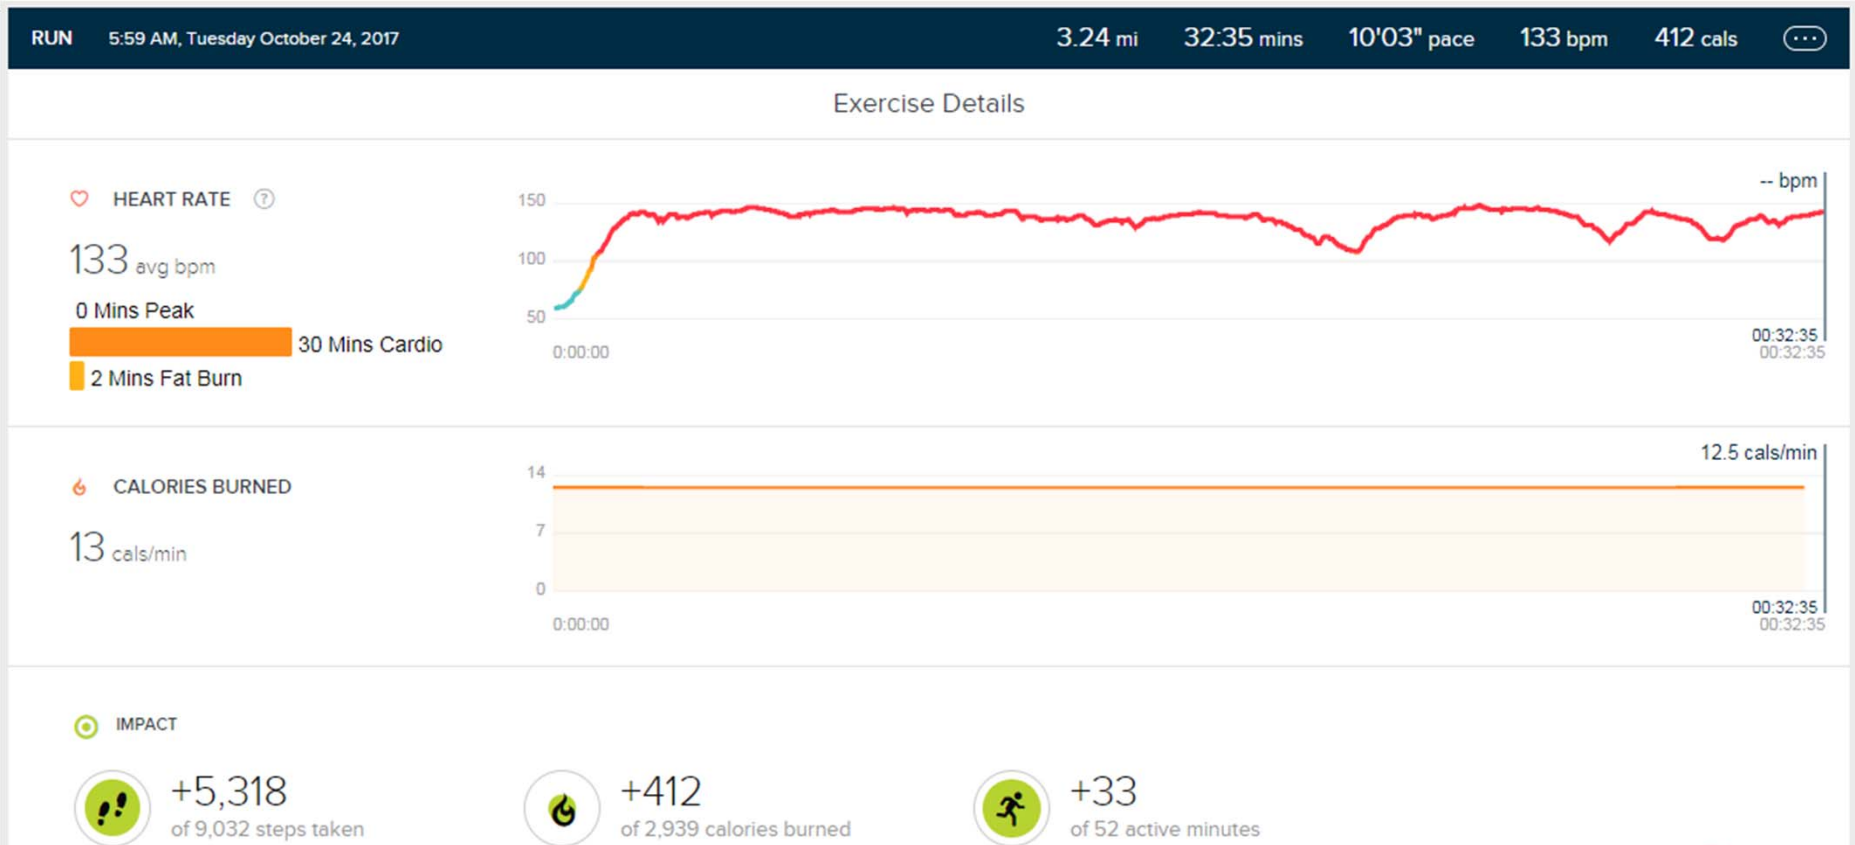 RUN 5:59 AM, Tuesday October 24, 2017 3.24 mi 32:35 mins 10'03" pace 133 bpm 412 cals
Exercise Details
HEART RATE ?
133 avg bpm
0 Mins Peak
30 Mins Cardio
2 Mins Fat Burn
-- bpm
150
100
50
00:32:35
0:00:00 00:32:35
CALORIES BURNED
13 cals/min
12.5 cals/min
14
7
0
00:32:35
0:00:00 00:32:35
IMPACT
+5,318
of 9,032 steps taken
+412
of 2,939 calories burned
+33
of 52 active minutes